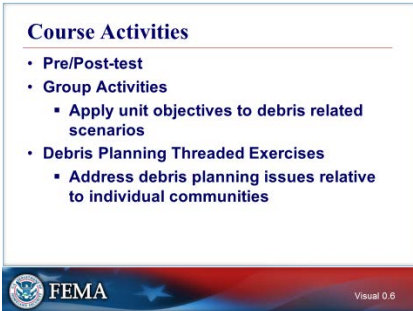 Course Activities
• Pre/Post-test
• Group Activities
▪ Apply unit objectives to debris related
scenarios
• Debris Planning Threaded Exercises
▪ Address debris planning issues relative
to individual communities
FEMA
Visual 0.6